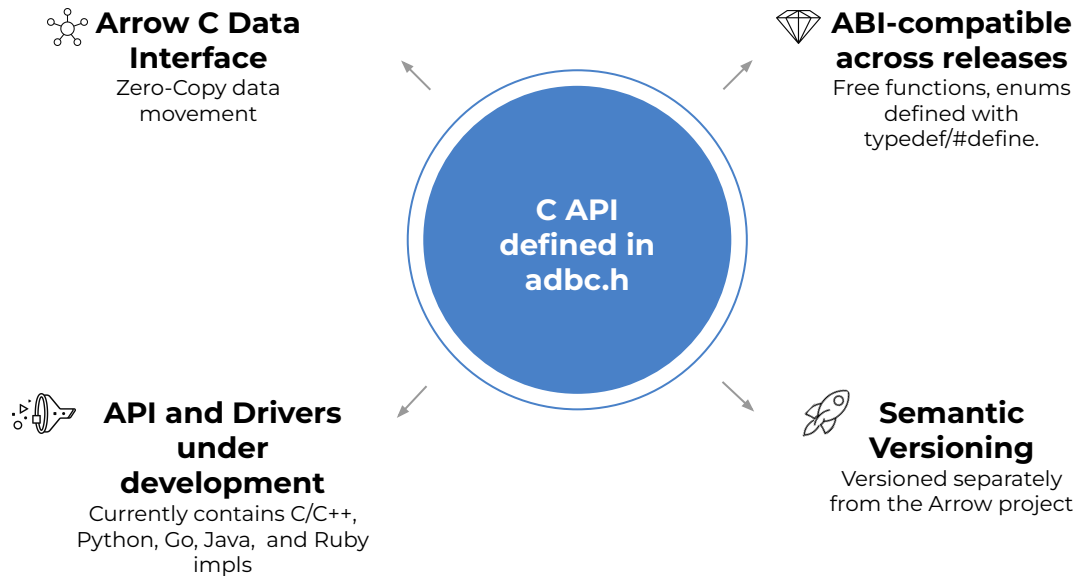 Arrow C Data
Interface
Zero-Copy data
movement
ABI-compatible
across releases
Free functions, enums
defined with
typedef/#define.
C API
defined in
adbc.h
API and Drivers
under
development
Currently contains C/C++,
Python, Go, Java,  and Ruby
impls
Semantic
Versioning
Versioned separately
from the Arrow project